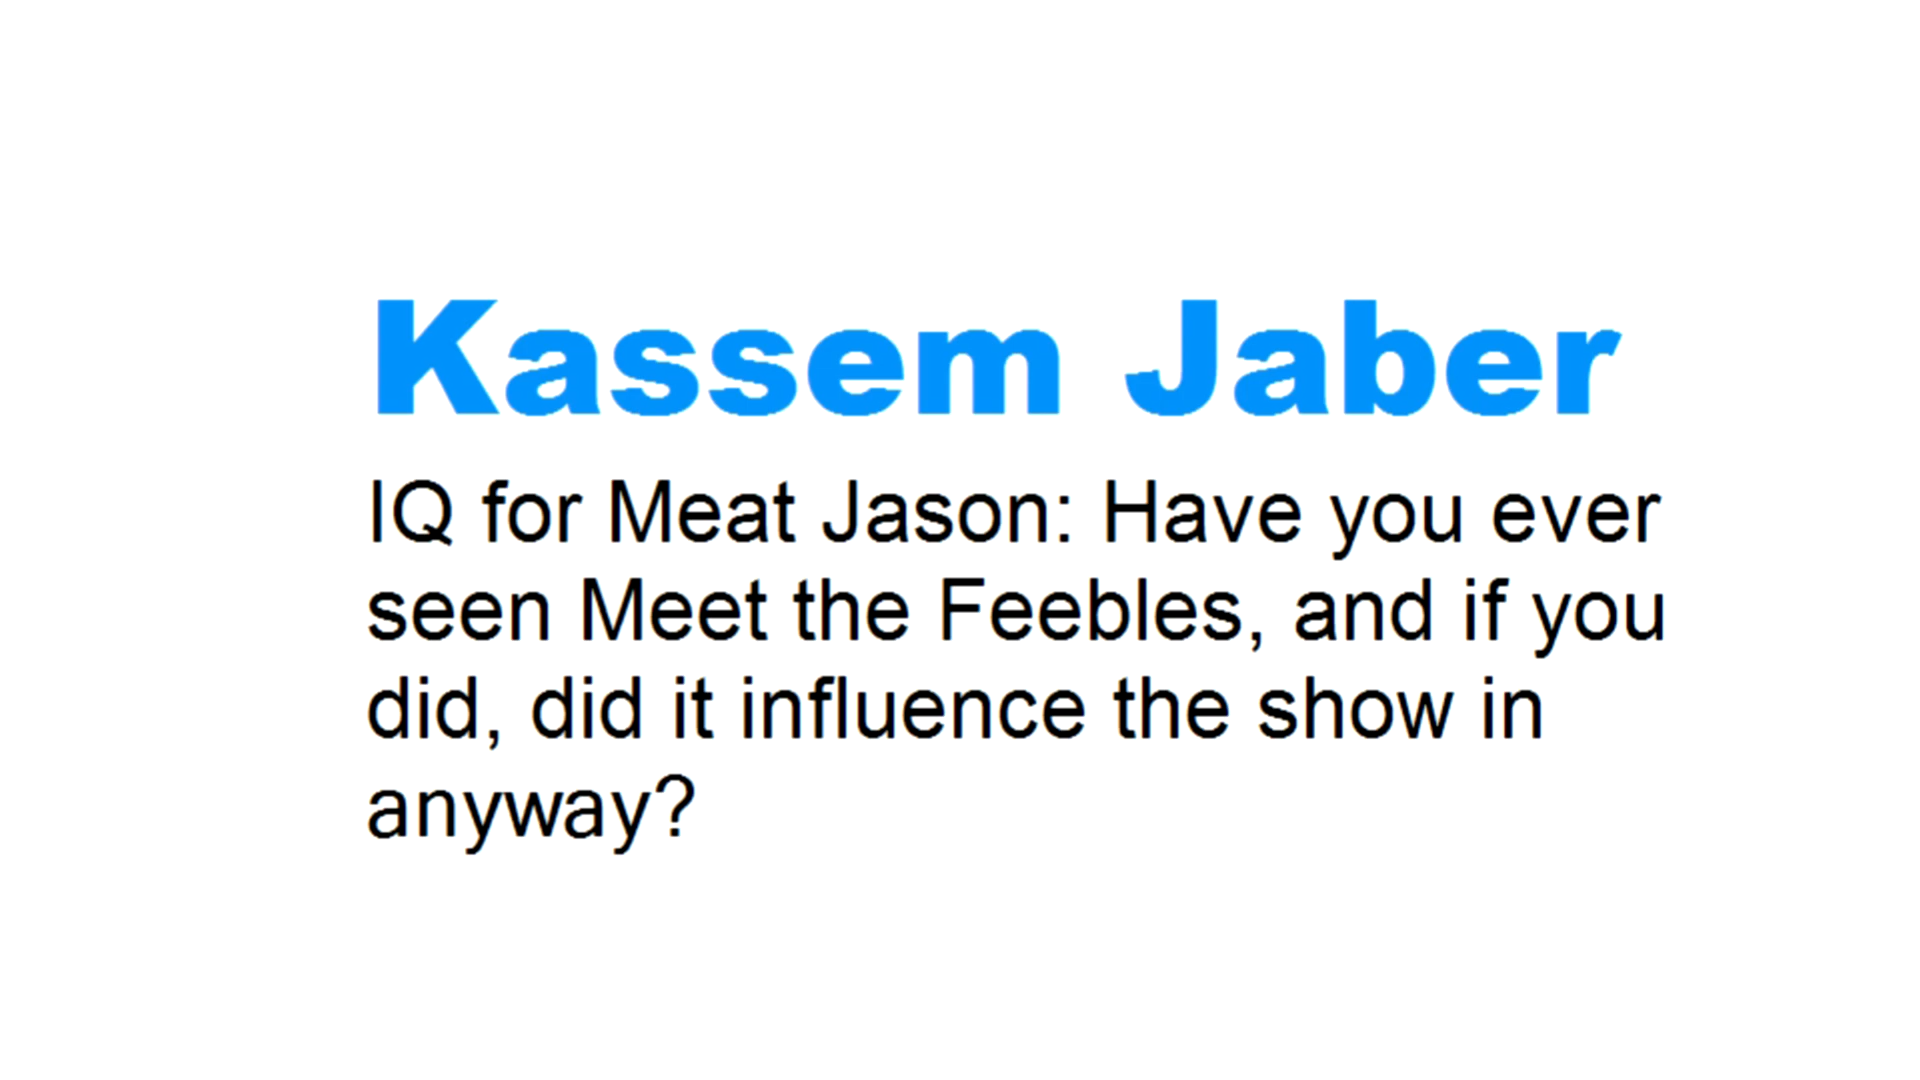 Kassem Jaber
IQ for Meat Jason: Have you ever
seen Meet the Feebles, and if you
did, did it influence the show in
anyway?